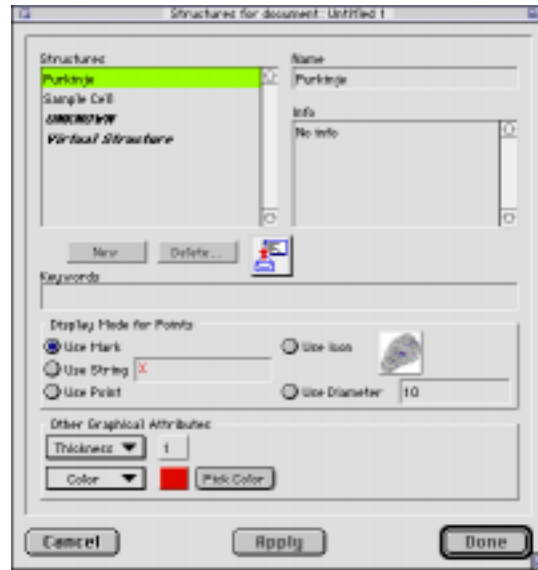 Structures for document: Untitled 1
Structures
Purkinje
Sample Cell
UNKNOWN
Virtual Structure
Name
Purkinje
Info
No info
New
Delete...
Keywords
Display Mode for Points
Use Mark
Use Icon
Use String X
Use Point
Use Diameter 10
Other Graphical Attributes
Thickness 1
Color
Pick Color
Cancel
Apply
Done